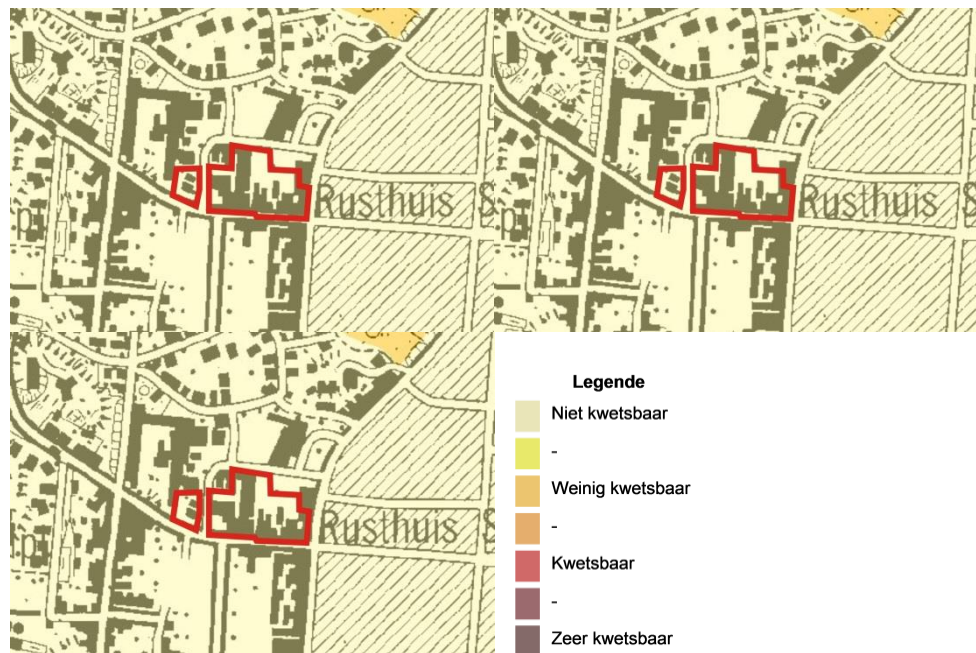 Rusthuis S
Rusthuis S
Rusthuis S
Legende
Niet kwetsbaar
-
Weinig kwetsbaar
-
Kwetsbaar
-
Zeer kwetsbaar